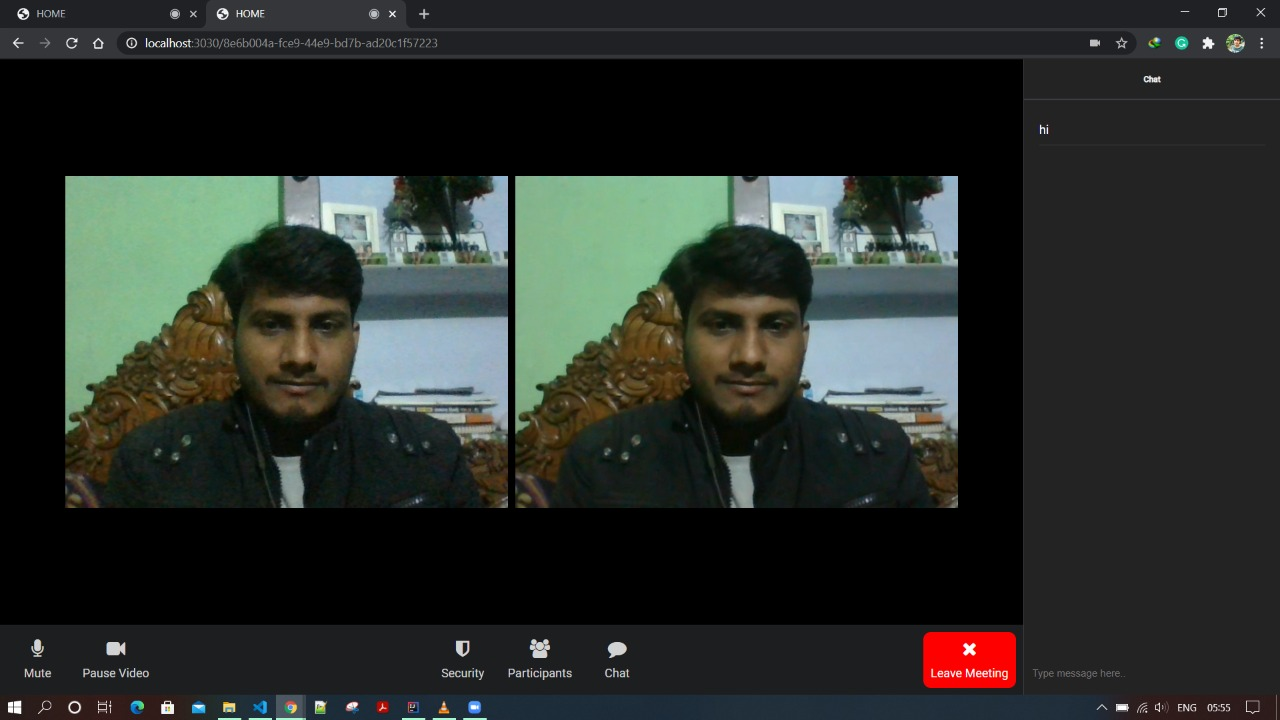 HOME
HOME
localhost:3030/8e6b004a-fce9-44e9-bd7b-ad20c1f57223
Chat
hi
Mute
Pause Video
Security
Participants
Chat
Leave Meeting
Type message here..
ENG
05:55